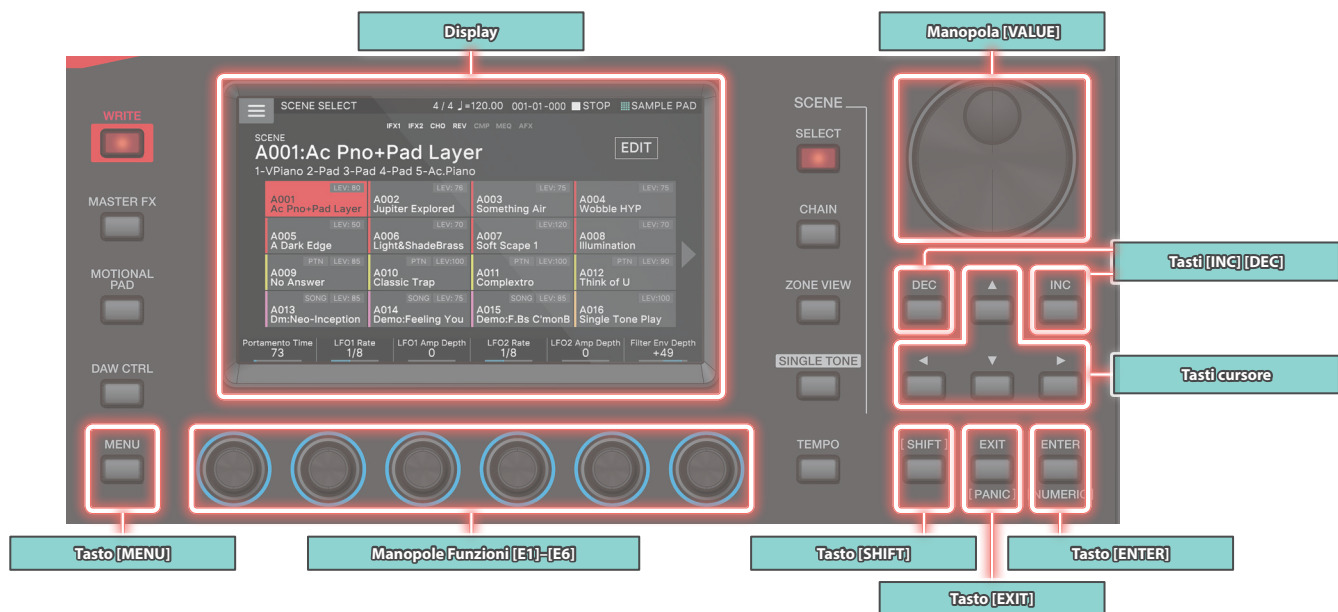 Display
Manopola [VALUE]
WRITE
MASTER FX
MOTIONAL
PAD
DAW CTRL
MENU
SCENE SELECT 4 / 4 ♩=120.00 001-01-000 STOP SAMPLE PAD
IFX1 IFX2 CHO REV CMP MEQ AFX
SCENE
A001:Ac Pno+Pad Layer
EDIT
1-VPiano 2-Pad 3-Pad 4-Pad 5-Ac.Piano
LEV: 80 LEV: 76 LEV: 75 LEV: 75
A001 A002 A003 A004
Ac Pno+Pad Layer Jupiter Explored Something Air Wobble HYP
LEV: 50 LEV: 70 LEV:120 LEV: 70
A005 A006 A007 A008
A Dark Edge Light&ShadeBrass Soft Scape 1 Illumination
PTN LEV: 85 PTN LEV:100 PTN LEV:100 PTN LEV: 90
A009 A010 A011 A012
No Answer Classic Trap Complextro Think of U
SONG LEV: 85 SONG LEV: 75 SONG LEV: 85 LEV:100
A013 A014 A015 A016
Dm:Neo-Inception Demo:Feeling You Demo:F.Bs C'monB Single Tone Play
Portamento Time LFO1 Rate LFO1 Amp Depth LFO2 Rate LFO2 Amp Depth Filter Env Depth
73 1/8 0 1/8 0 +49
SCENE
SELECT
CHAIN
ZONE VIEW
SINGLE TONE
TEMPO
DEC
▲
INC
◀
▼
▶
[ SHIFT ]
EXIT
[ PANIC ]
ENTER
NUMERIC ]
Tasti [INC] [DEC]
Tasti cursore
Tasto [MENU]
Manopole Funzioni [E1]–[E6]
Tasto [SHIFT]
Tasto [ENTER]
Tasto [EXIT]